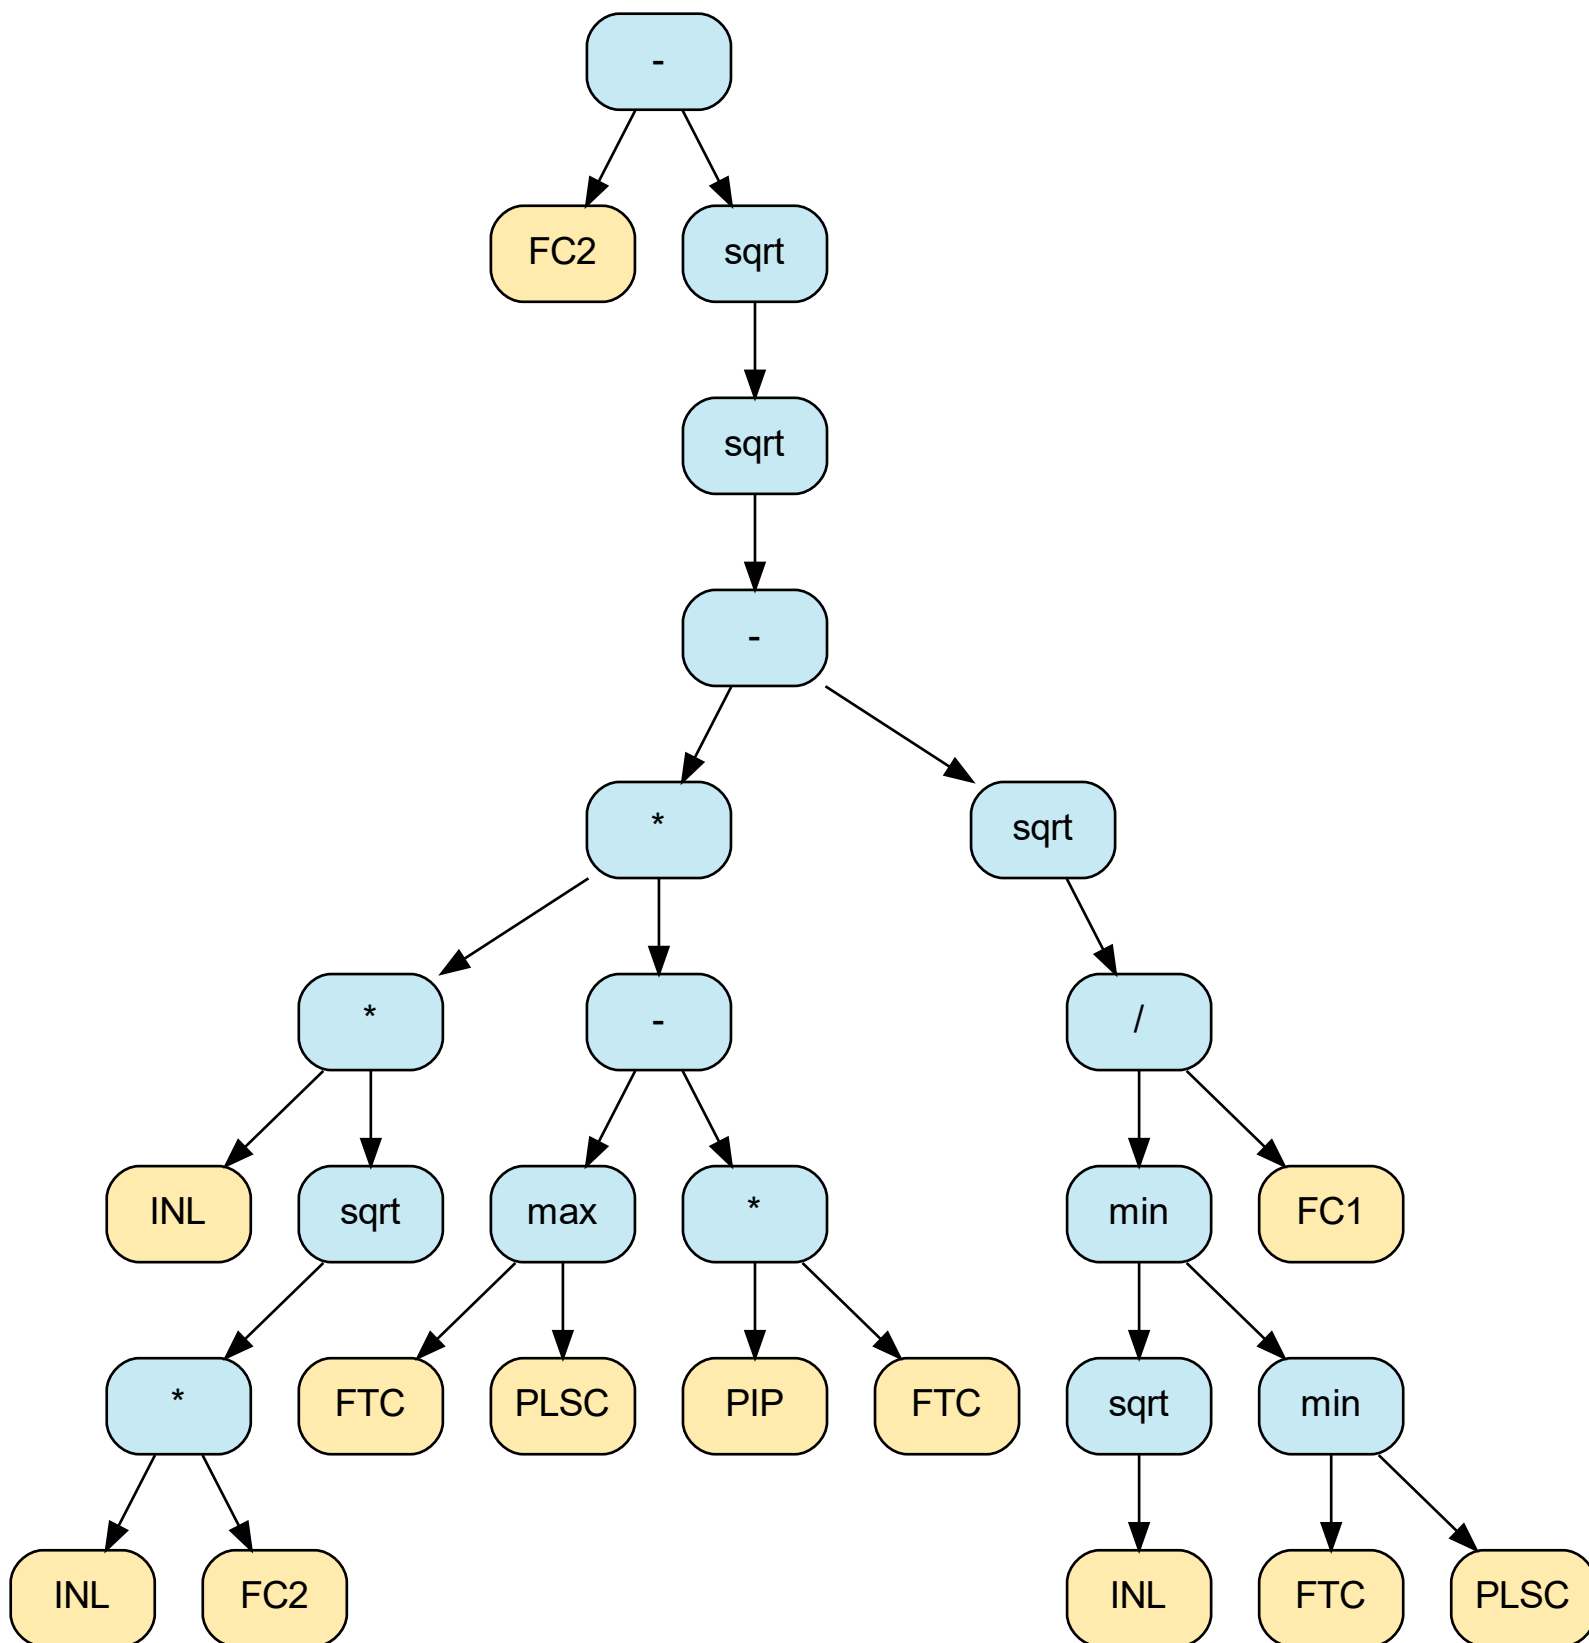 -
FC2 sqrt
sqrt
-
* sqrt
* - /
INL sqrt max * min FC1
* FTC PLSC PIP FTC sqrt min
INL FC2 INL FTC PLSC